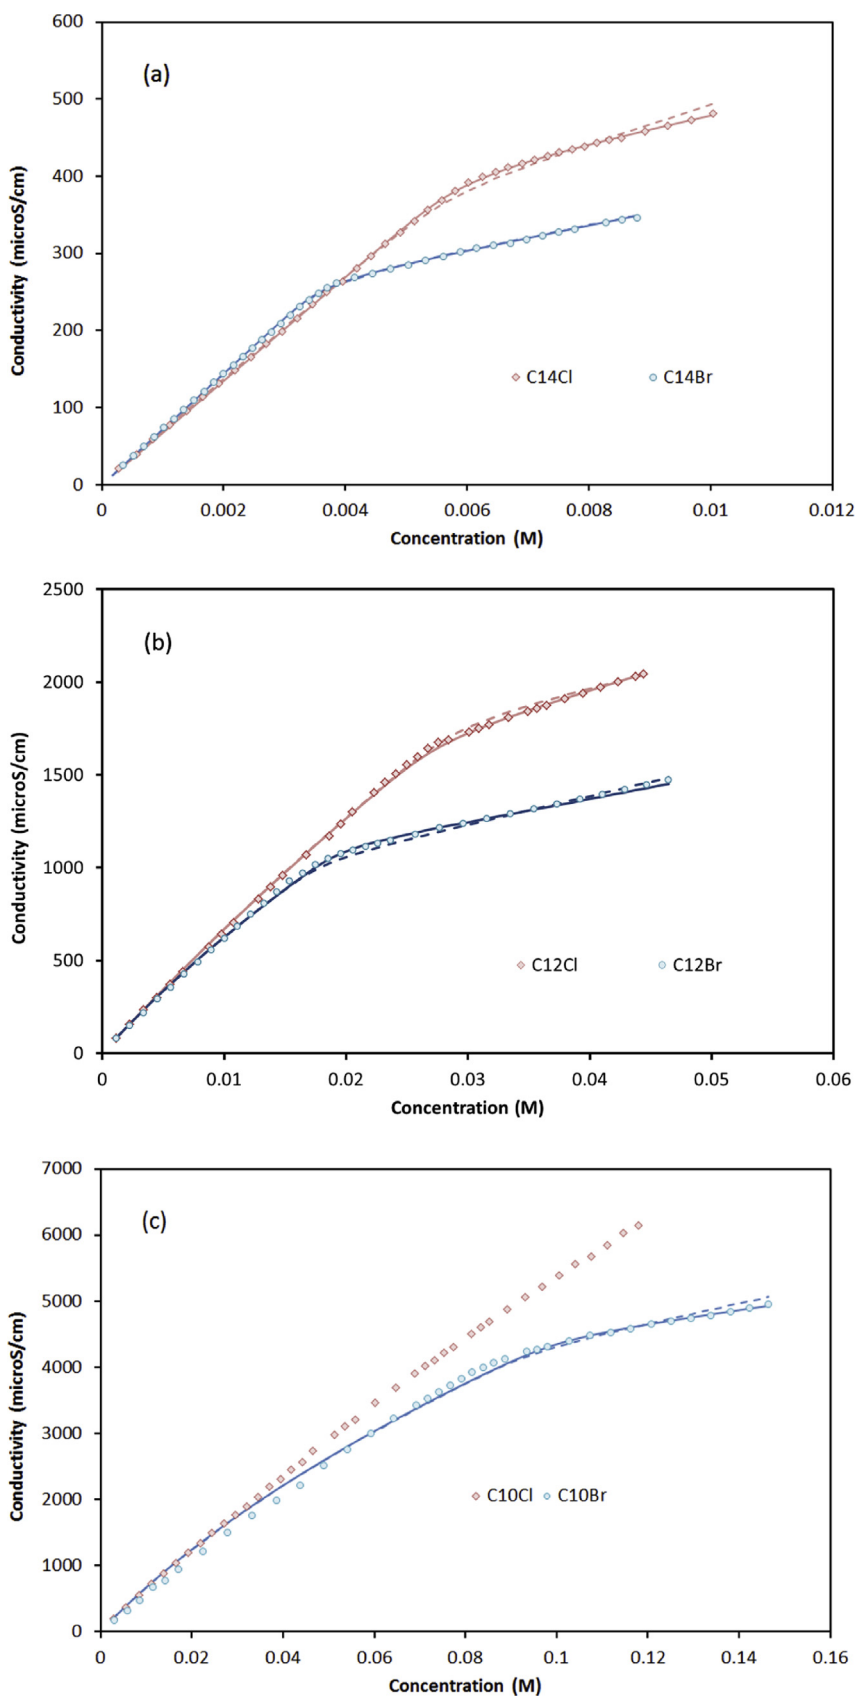 600
(a)
500
400
300
200
100
0
Conductivity (microS/cm)
C14Cl C14Br
0 0.002 0.004 0.006 0.008 0.01 0.012
Concentration (M)
2500
(b)
2000
1500
1000
500
0
Conductivity (microS/cm)
C12Cl C12Br
0 0.01 0.02 0.03 0.04 0.05 0.06
Concentration (M)
7000
(c)
6000
5000
4000
3000
2000
1000
0
Conductivity (microS/cm)
C10Cl C10Br
0 0.02 0.04 0.06 0.08 0.1 0.12 0.14 0.16
Concentration (M)